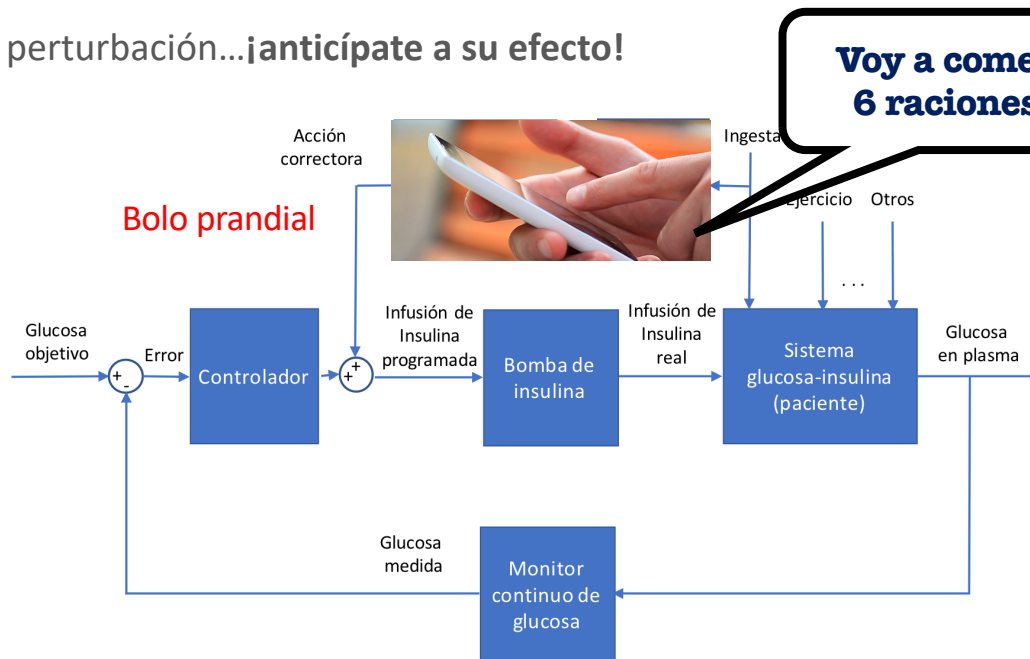 perturbación...¡anticípate a su efecto!
Voy a come
6 raciones
Acción
correctora
Ingesta
Ejercicio Otros
Bolo prandial
. . .
Glucosa
objetivo
+
-
Error
Controlador
+
+
Infusión de
Insulina
programada
Bomba de
insulina
Infusión de
Insulina
real
Sistema
glucosa-insulina
(paciente)
Glucosa
en plasma
Glucosa
medida
Monitor
continuo de
glucosa